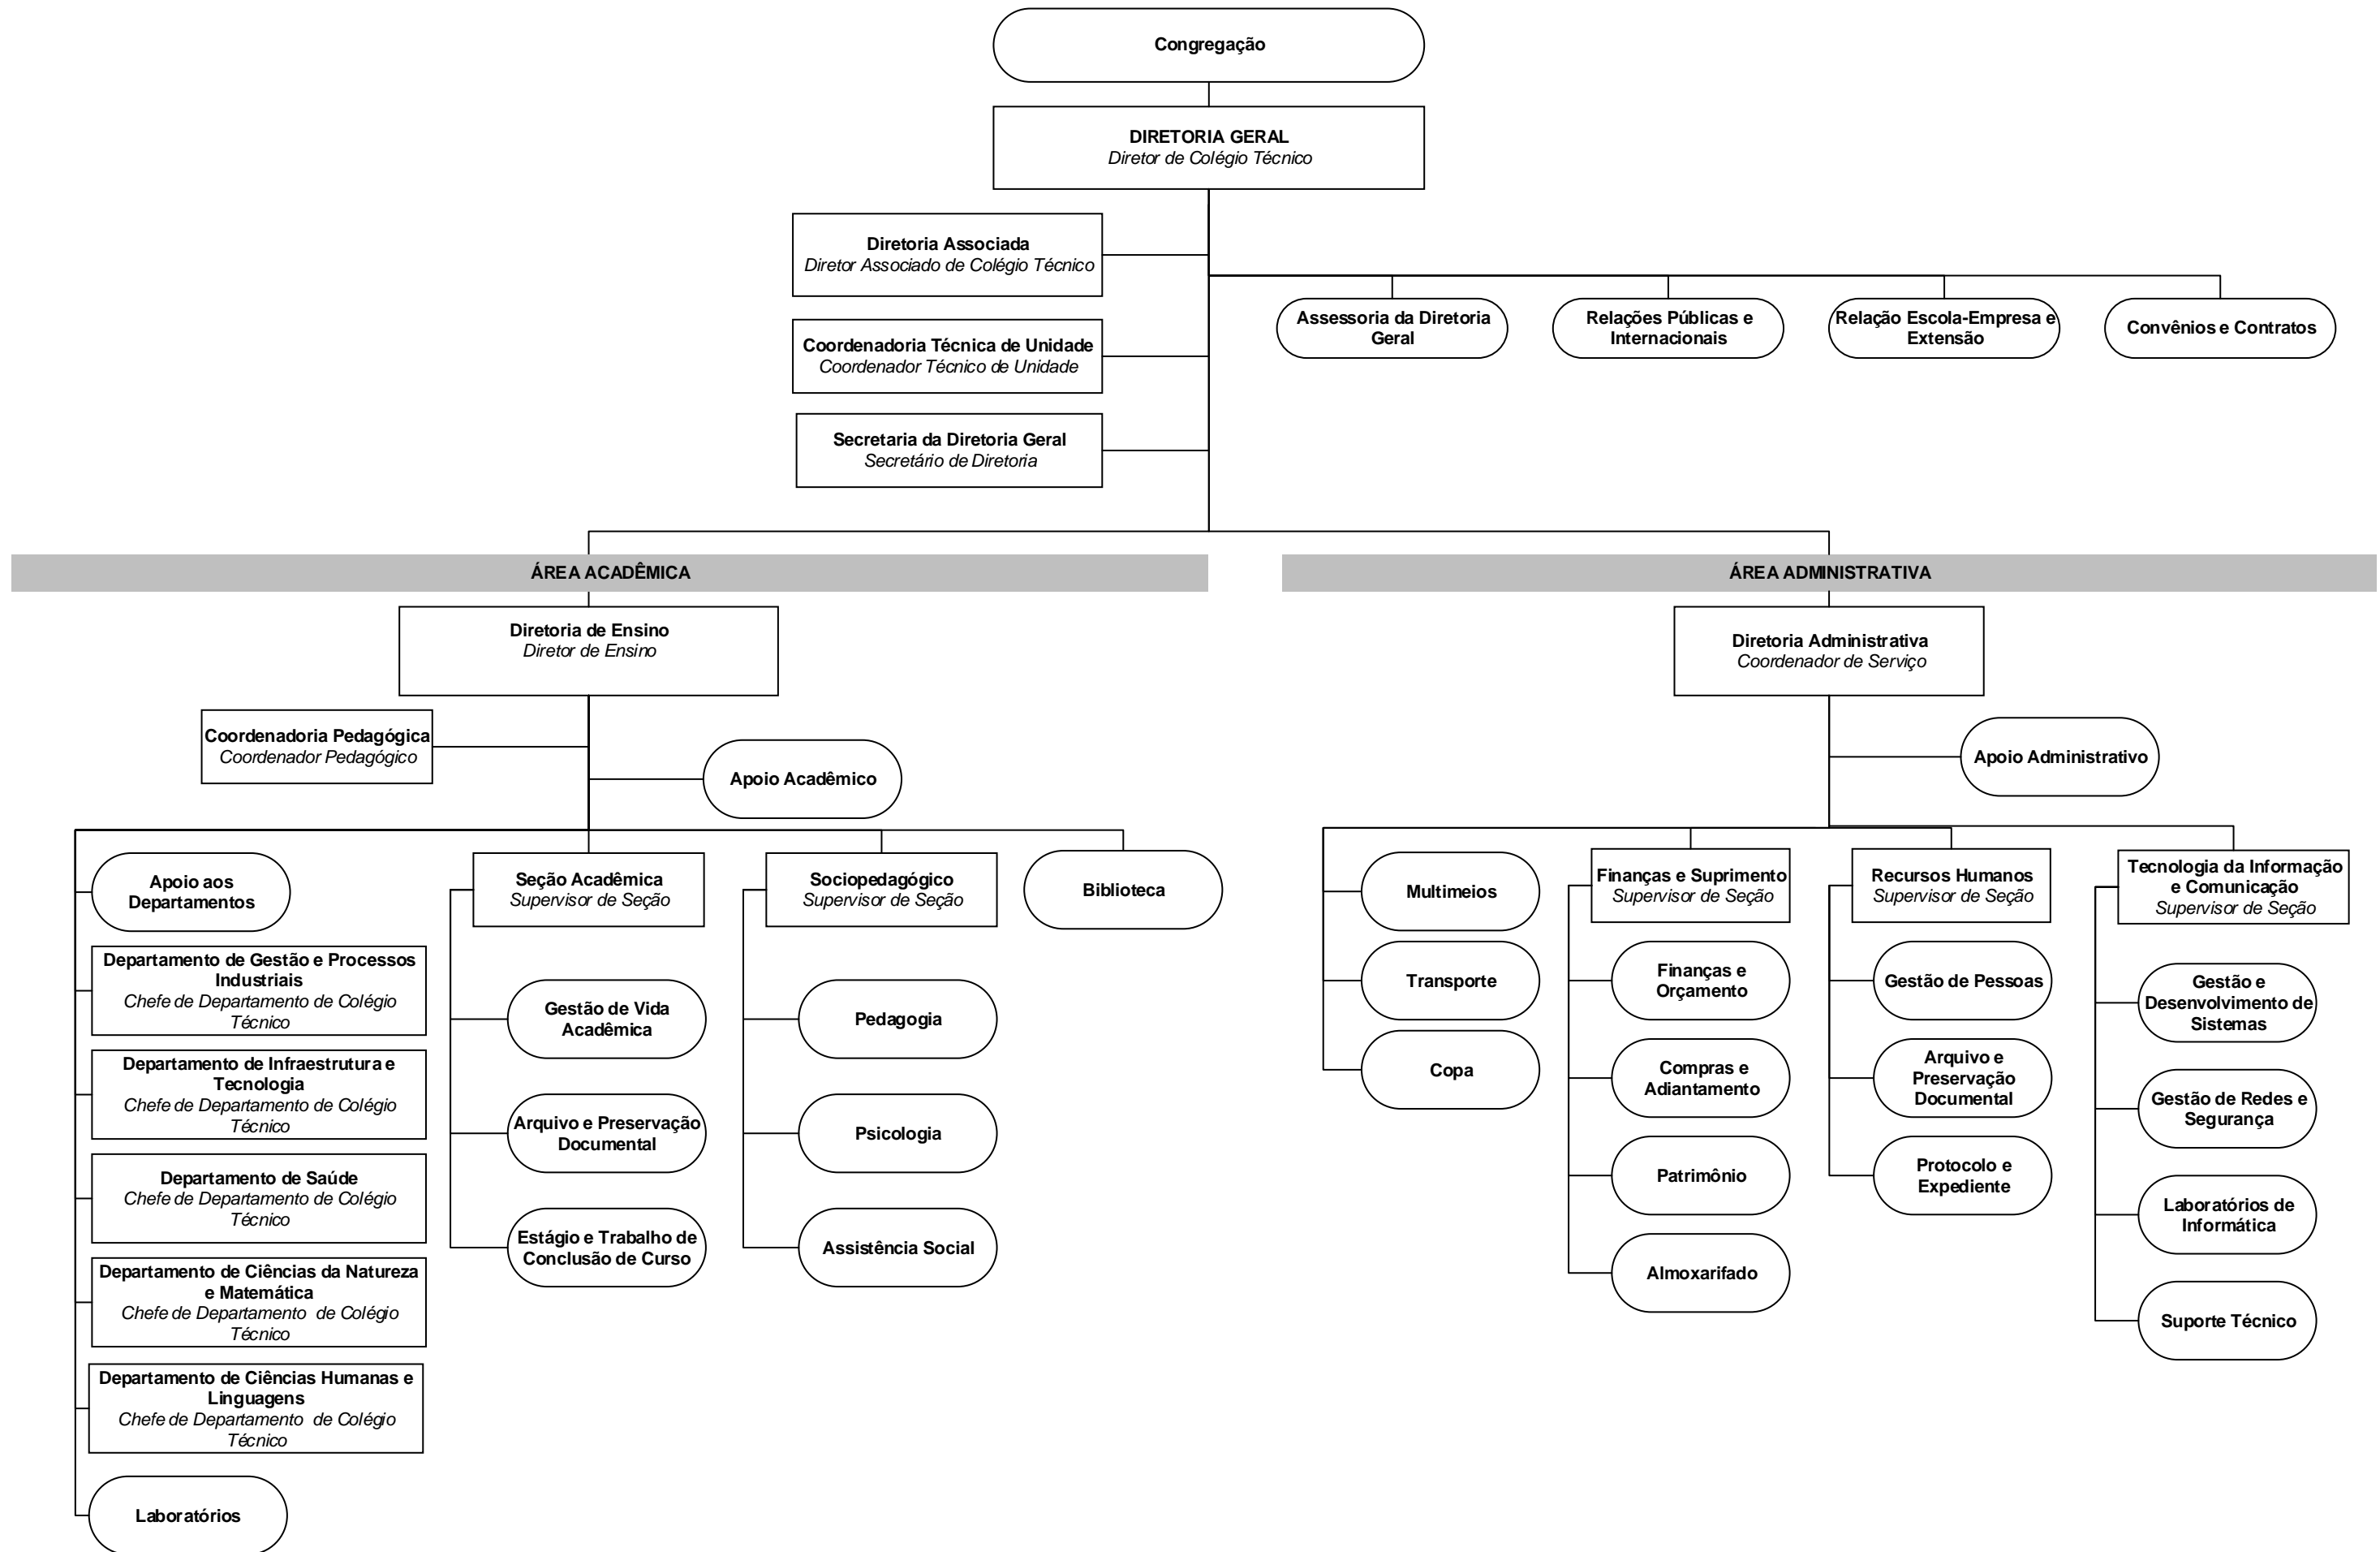 Congregação
DIRETORIA GERAL
Diretor de Colégio Técnico
Diretoria Associada
Diretor Associado de Colégio Técnico
Coordenadoria Técnica de Unidade
Coordenador Técnico de Unidade
Secretaria da Diretoria Geral
Secretário de Diretoria
Assessoria da Diretoria
Geral
Relações Públicas e
Internacionais
Relação Escola-Empresa e
Extensão
Convênios e Contratos
ÁREA ACADÊMICA
ÁREA ADMINISTRATIVA
Diretoria de Ensino
Diretor de Ensino
Coordenadoria Pedagógica
Coordenador Pedagógico
Apoio Acadêmico
Apoio aos
Departamentos
Departamento de Gestão e Processos
Industriais
Chefe de Departamento de Colégio
Técnico
Departamento de Infraestrutura e
Tecnologia
Chefe de Departamento de Colégio
Técnico
Departamento de Saúde
Chefe de Departamento de Colégio
Técnico
Departamento de Ciências da Natureza
e Matemática
Chefe de Departamento de Colégio
Técnico
Departamento de Ciências Humanas e
Linguagens
Chefe de Departamento de Colégio
Técnico
Laboratórios
Seção Acadêmica
Supervisor de Seção
Gestão de Vida
Acadêmica
Arquivo e Preservação
Documental
Estágio e Trabalho de
Conclusão de Curso
Sociopedagógico
Supervisor de Seção
Pedagogia
Psicologia
Assistência Social
Biblioteca
Diretoria Administrativa
Coordenador de Serviço
Apoio Administrativo
Multimeios
Transporte
Copa
Finanças e Suprimento
Supervisor de Seção
Finanças e
Orçamento
Compras e
Adiantamento
Patrimônio
Almoxarifado
Recursos Humanos
Supervisor de Seção
Gestão de Pessoas
Arquivo e
Preservação
Documental
Protocolo e
Expediente
Tecnologia da Informação
e Comunicação
Supervisor de Seção
Gestão e
Desenvolvimento de
Sistemas
Gestão de Redes e
Segurança
Laboratórios de
Informática
Suporte Técnico